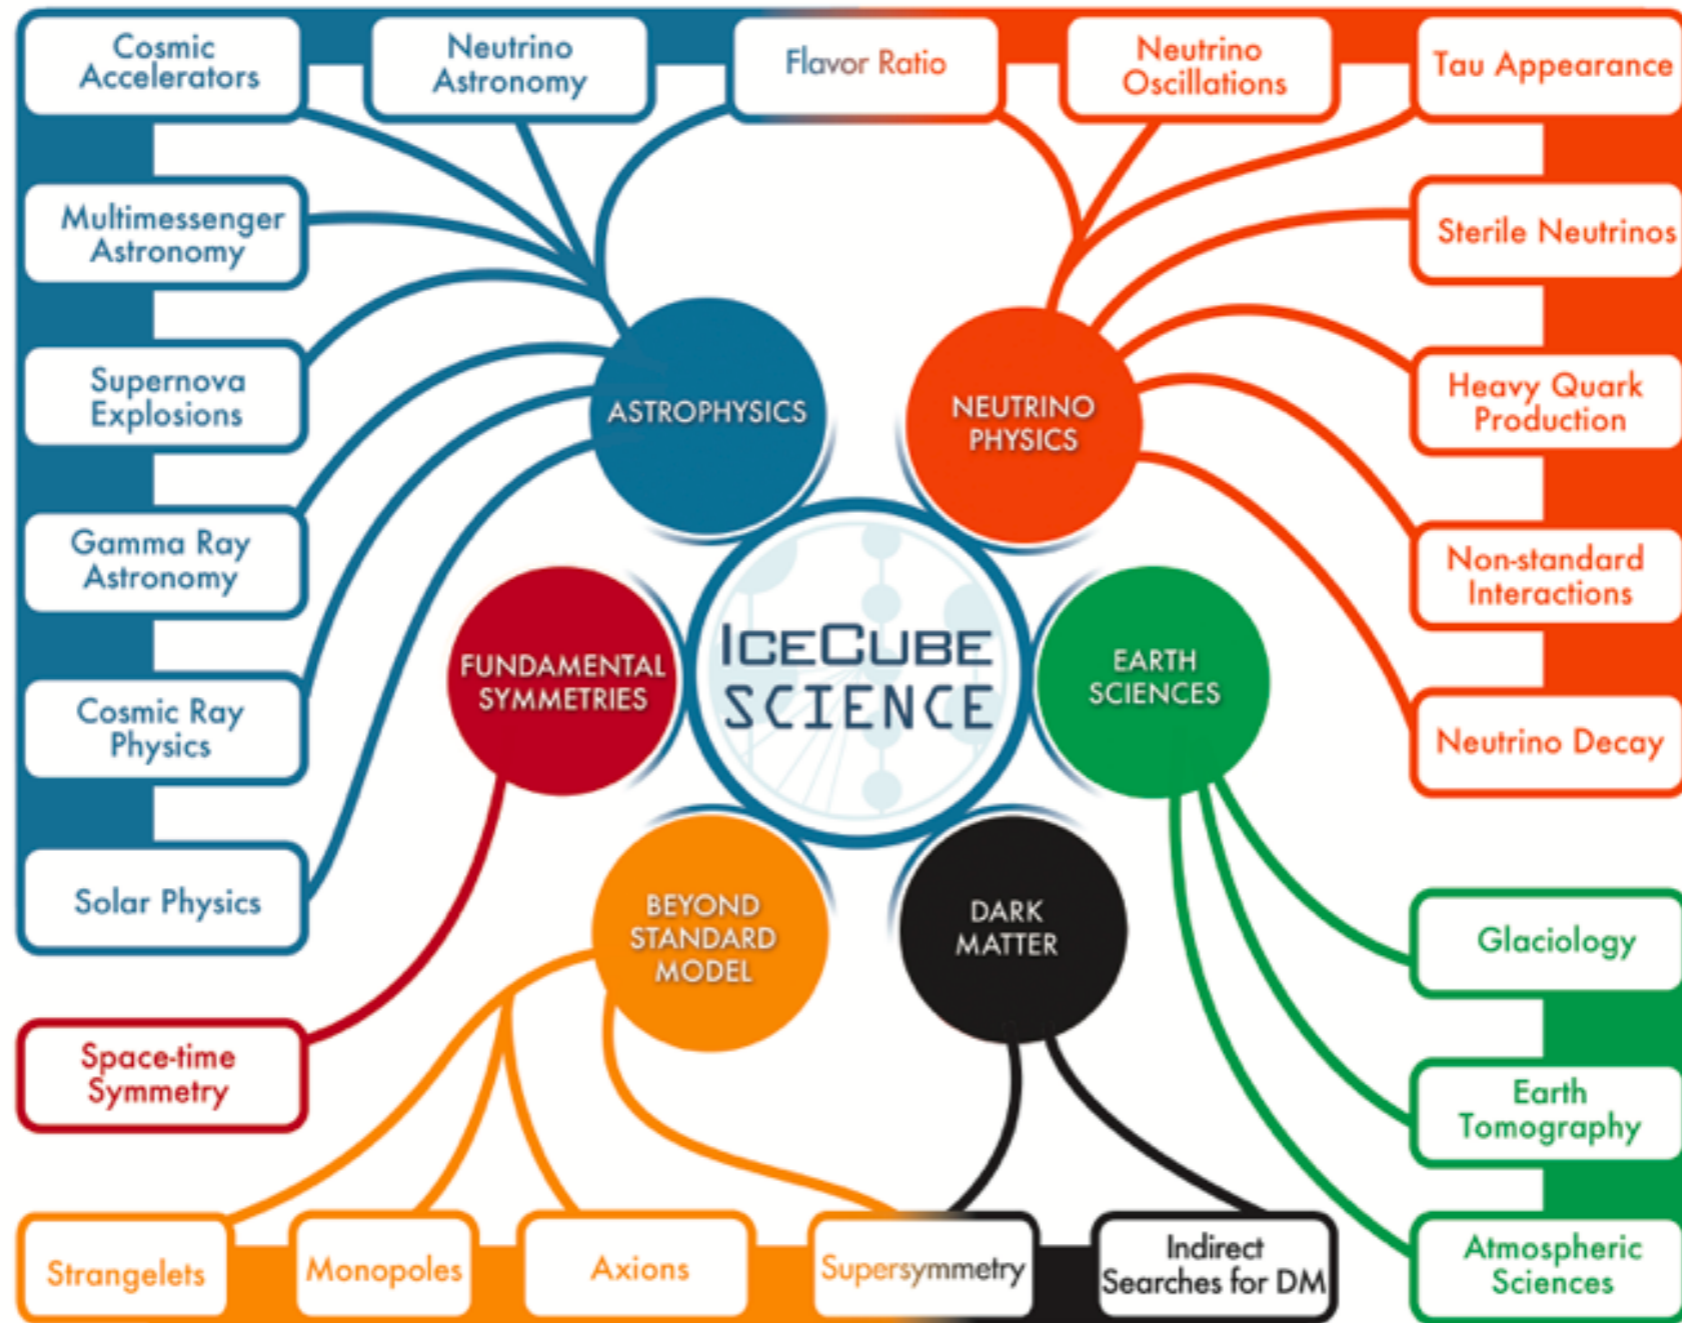 Cosmic
Accelerators
Neutrino
Astronomy
Flavor Ratio
Neutrino
Oscillations
Tau Appearance
Multimessenger
Astronomy
Sterile Neutrinos
Supernova
Explosions
Heavy Quark
Production
ASTROPHYSICS
NEUTRINO
PHYSICS
Gamma Ray
Astronomy
Non-standard
Interactions
FUNDAMENTAL
SYMMETRIES
ICECUBE
SCIENCE
EARTH
SCIENCES
Cosmic Ray
Physics
Neutrino Decay
Solar Physics
BEYOND
STANDARD
MODEL
DARK
MATTER
Glaciology
Space-time
Symmetry
Earth
Tomography
Strangelets
Monopoles
Axions
Supersymmetry
Indirect
Searches for DM
Atmospheric
Sciences